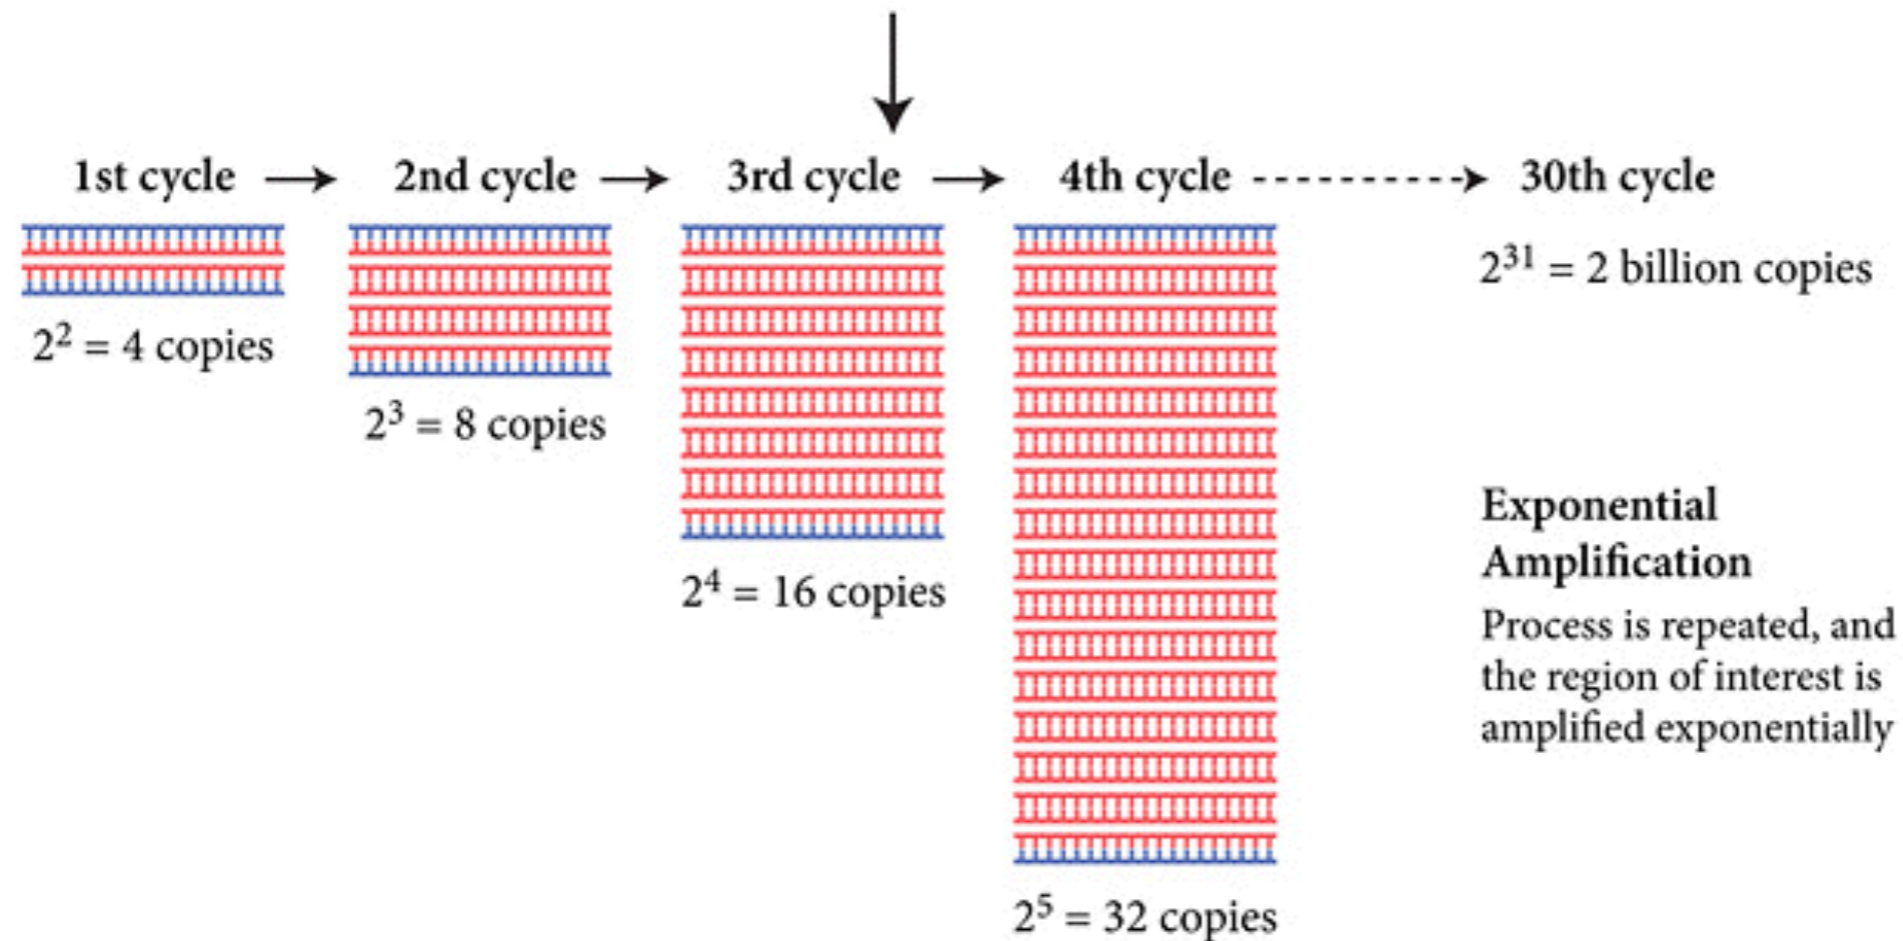 1st cycle → 2nd cycle → 3rd cycle → 4th cycle ----------→ 30th cycle
2² = 4 copies
2³ = 8 copies
2⁴ = 16 copies
2⁵ = 32 copies
2³¹ = 2 billion copies
Exponential
Amplification
Process is repeated, and
the region of interest is
amplified exponentially